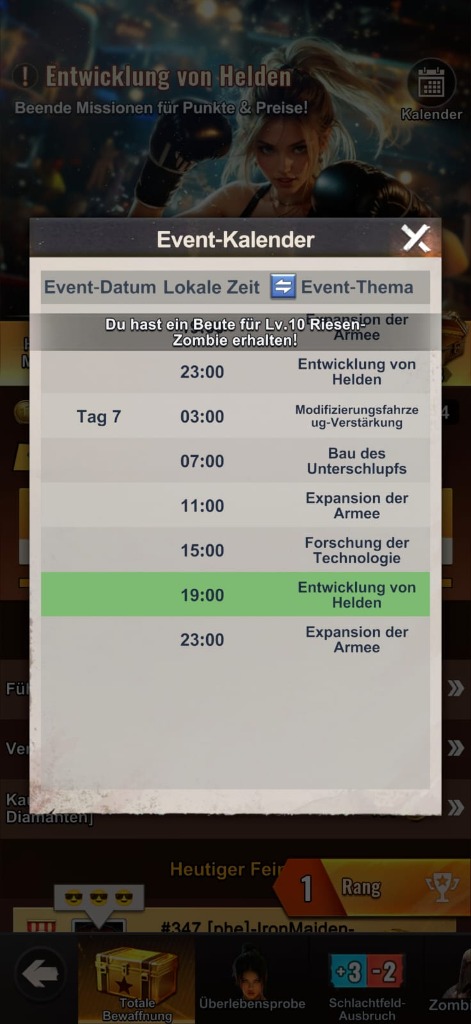 Entwicklung von Helden
Beende Missionen für Punkte & Preise!
Kalender
Event-Kalender
Event-Datum Lokale Zeit Event-Thema
Expansion der
Armee
Du hast ein Beute für Lv.10 Riesen-
Zombie erhalten!
23:00 Entwicklung von
Helden
Tag 7 03:00 Modifizierungsfahrze
ug-Verstärkung
07:00 Bau des
Unterschlupfs
11:00 Expansion der
Armee
15:00 Forschung der
Technologie
19:00 Entwicklung von
Helden
23:00 Expansion der
Armee
Diamanten]
Heutiger
1 Rang
#347 [phe]-IronMaiden-
Totale
Bewaffnung
Überlebensprobe
+3 -2
Schlachtfeld-
Ausbruch
Zomb